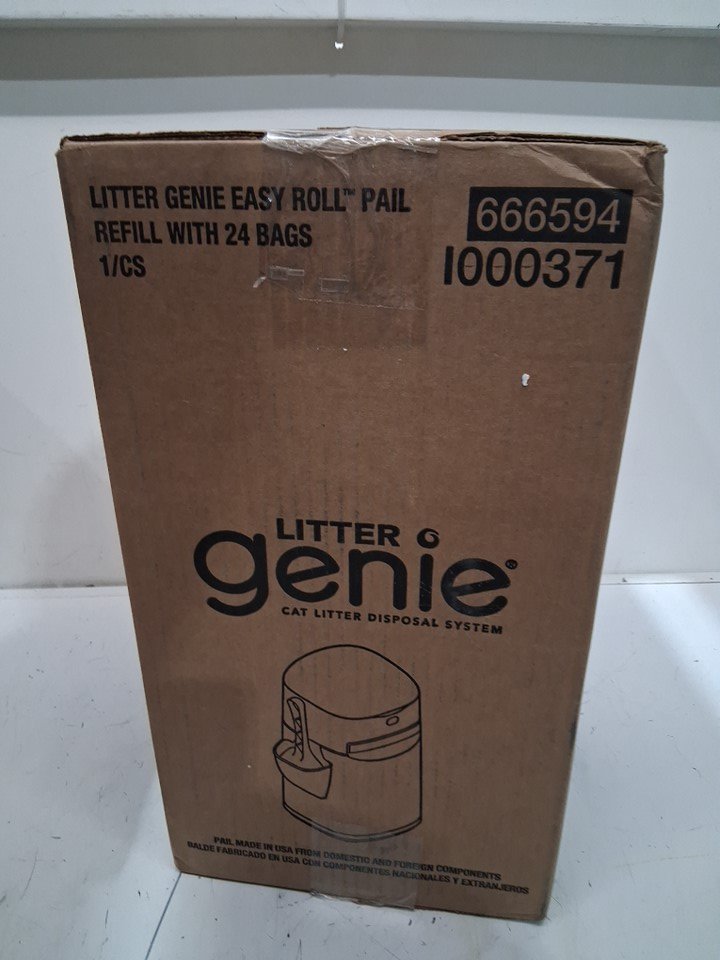 LITTER GENIE EASY ROLL™ PAIL
REFILL WITH 24 BAGS
1/CS
666594
I000371
LITTER
genie®
CAT LITTER DISPOSAL SYSTEM
PAIL MADE IN USA FROM DOMESTIC AND FOREIGN COMPONENTS
BALDE FABRICADO EN USA CON COMPONENTES NACIONALES Y EXTRANJEROS